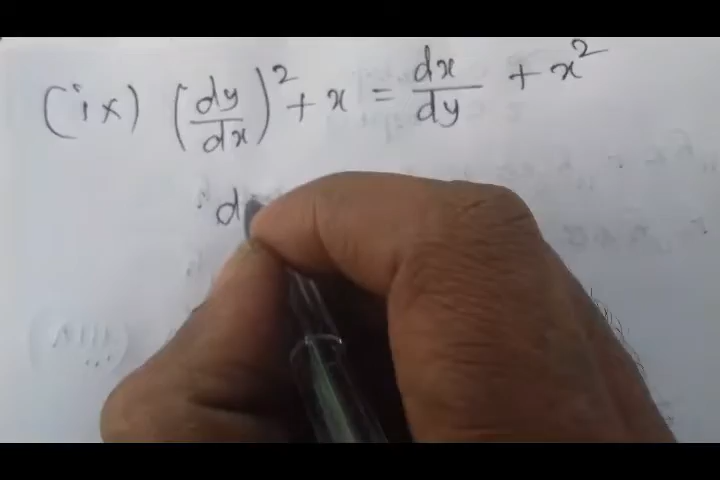 (ix) (dy/dx)² + x = dx/dy + x²
d